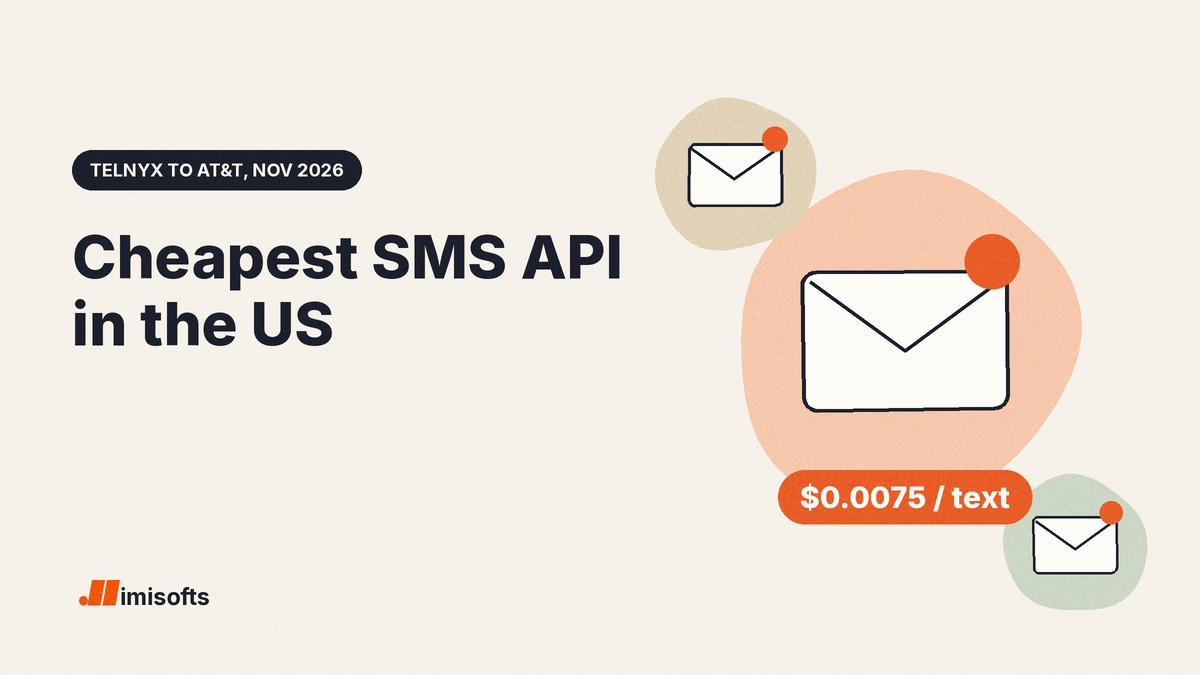 TELNYX TO AT&T, NOV 2026
Cheapest SMS API
in the US
$0.0075 / text
imisofts